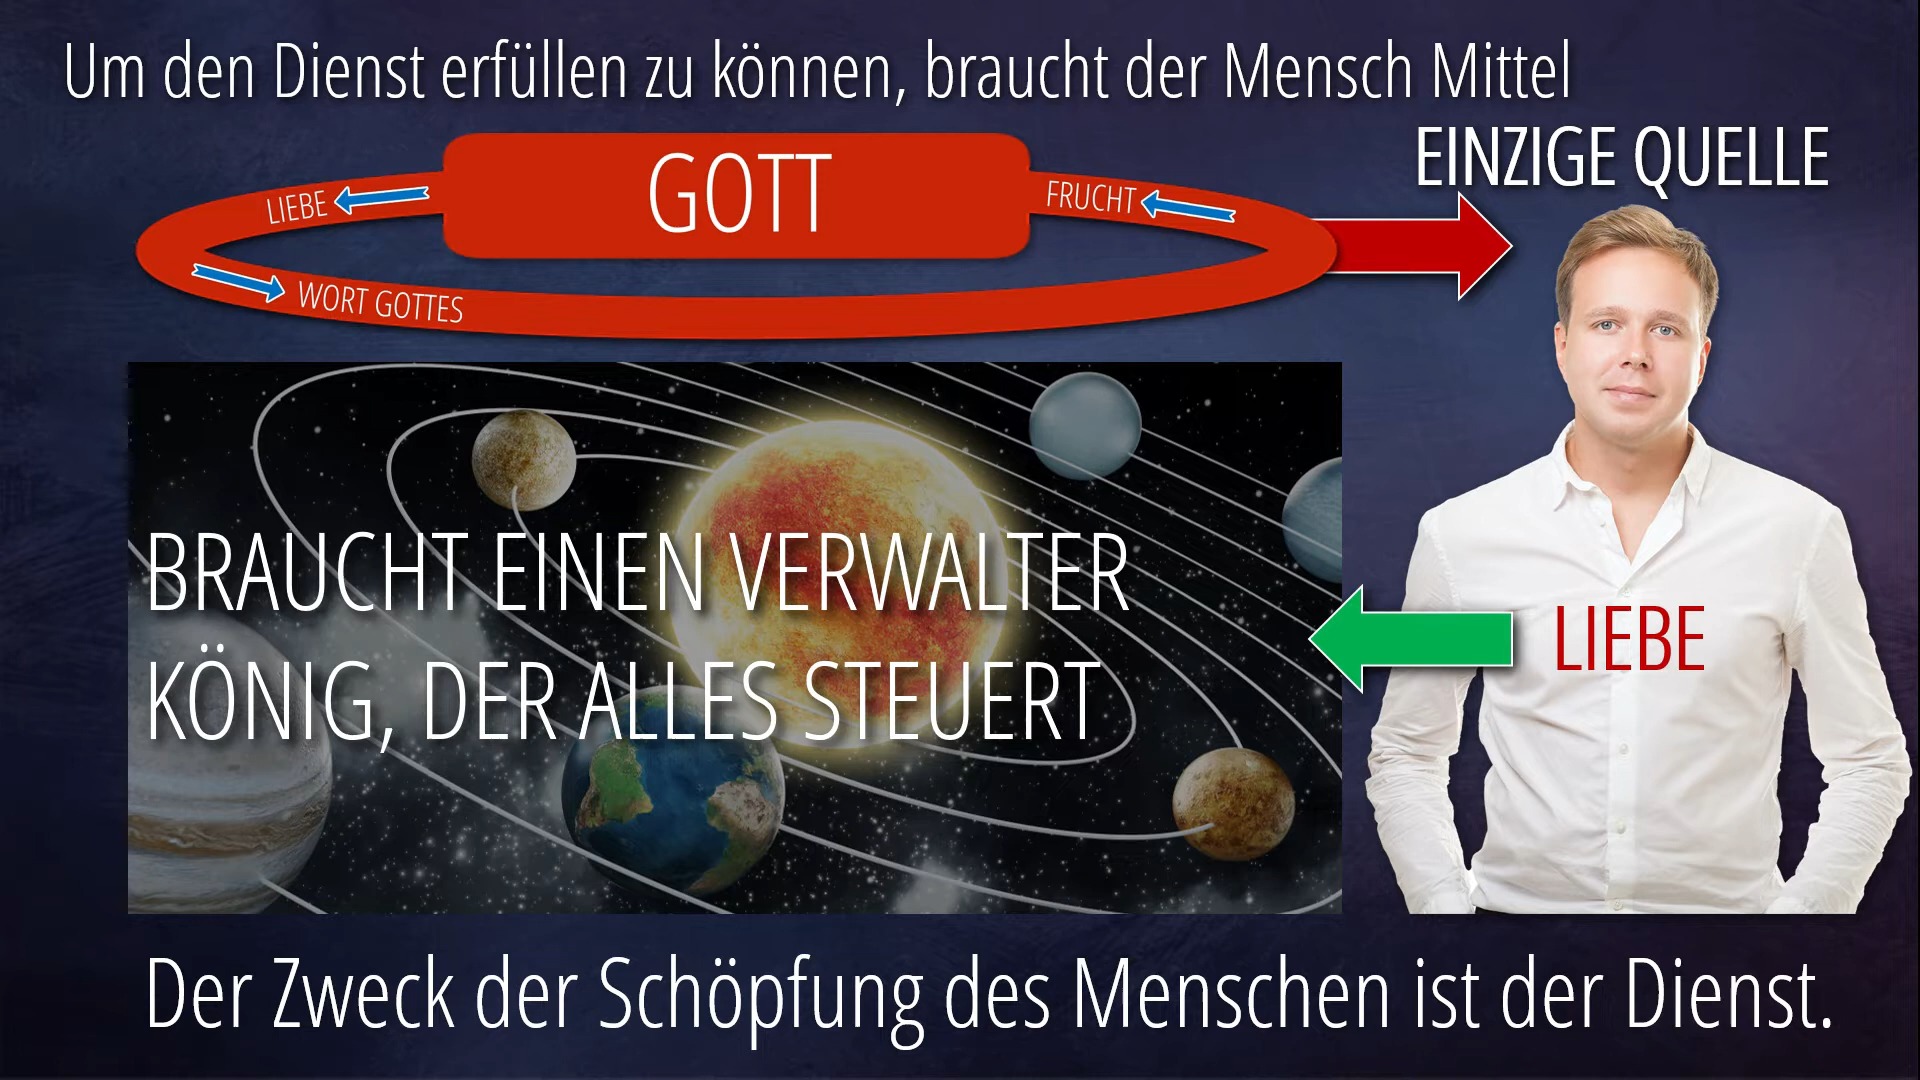 Um den Dienst erfüllen zu können, braucht der Mensch Mittel
EINZIGE QUELLE
GOTT
LIEBE
FRUCHT
WORT GOTTES
BRAUCHT EINEN VERWALTER
KÖNIG, DER ALLES STEUERT
LIEBE
Der Zweck der Schöpfung des Menschen ist der Dienst.